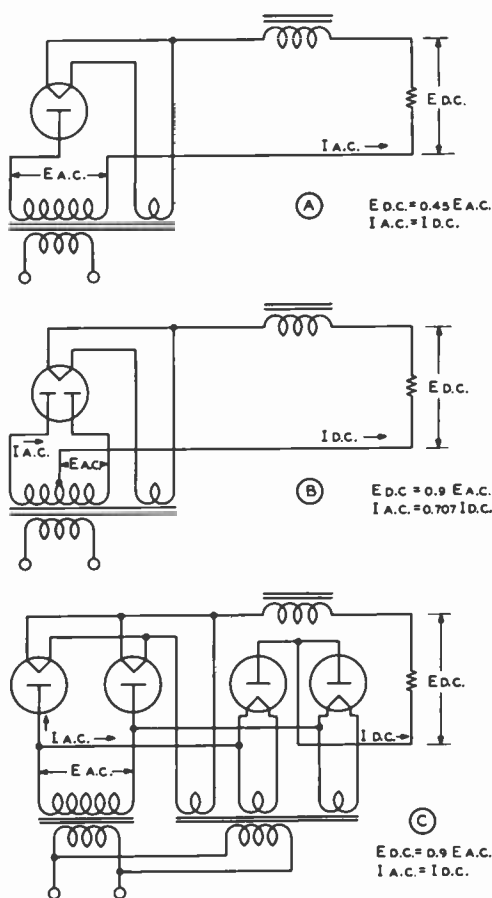 E D.C.
I A.C.
E A.C.
A
E D.C.= 0.45 E A.C.
I A.C.= I D.C.
E D.C.
I A.C.
E A.C.
I D.C.
B
E D.C = 0.9 E A.C.
I A.C.= 0.707 I D.C.
E D.C.
I A.C.
I D.C.
E A.C.
C
E D.C.= 0.9 E A.C.
I A.C.= I D.C.